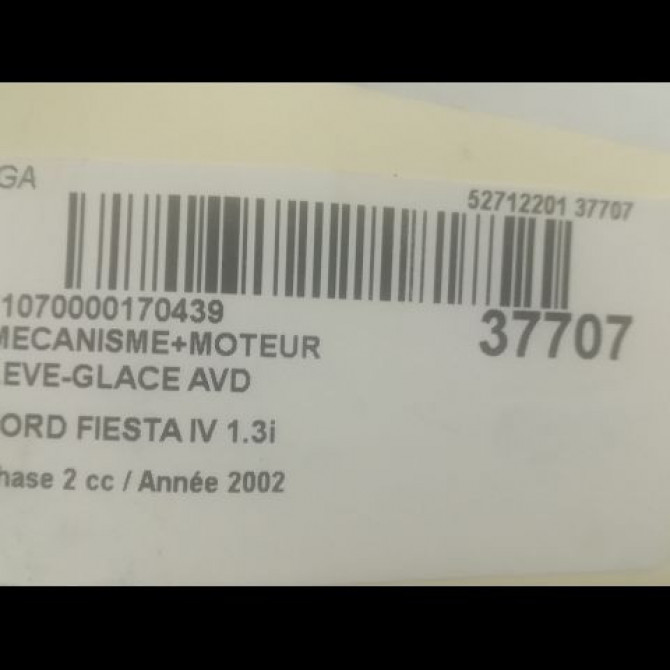 GA
52712201 37707
1070000170439
37707
MECANISME+MOTEUR
EVE-GLACE AVD
ORD FIESTA IV 1.3i
hase 2 cc / Année 2002